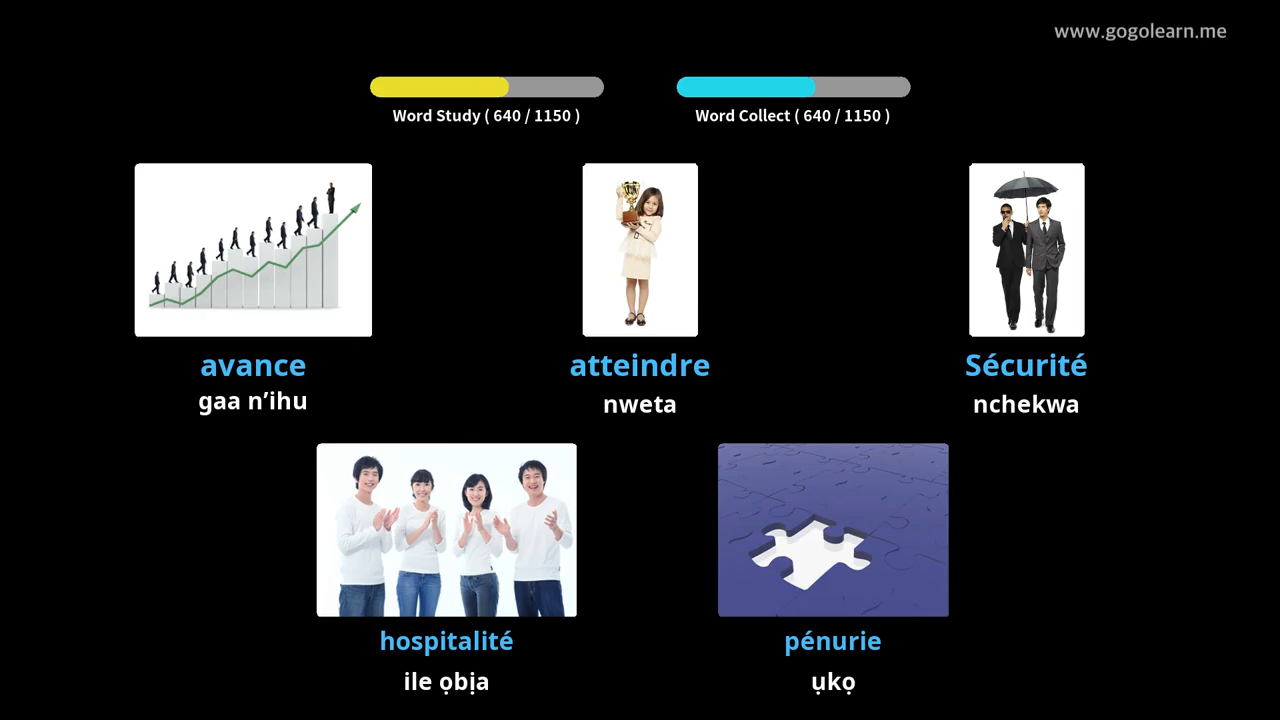 www.gogolearn.me
Word Study ( 640 / 1150 )
Word Collect ( 640 / 1150 )
avance
gaa n’ihu
atteindre
nweta
Sécurité
nchekwa
hospitalité
ile ọbịa
pénurie
ụkọ